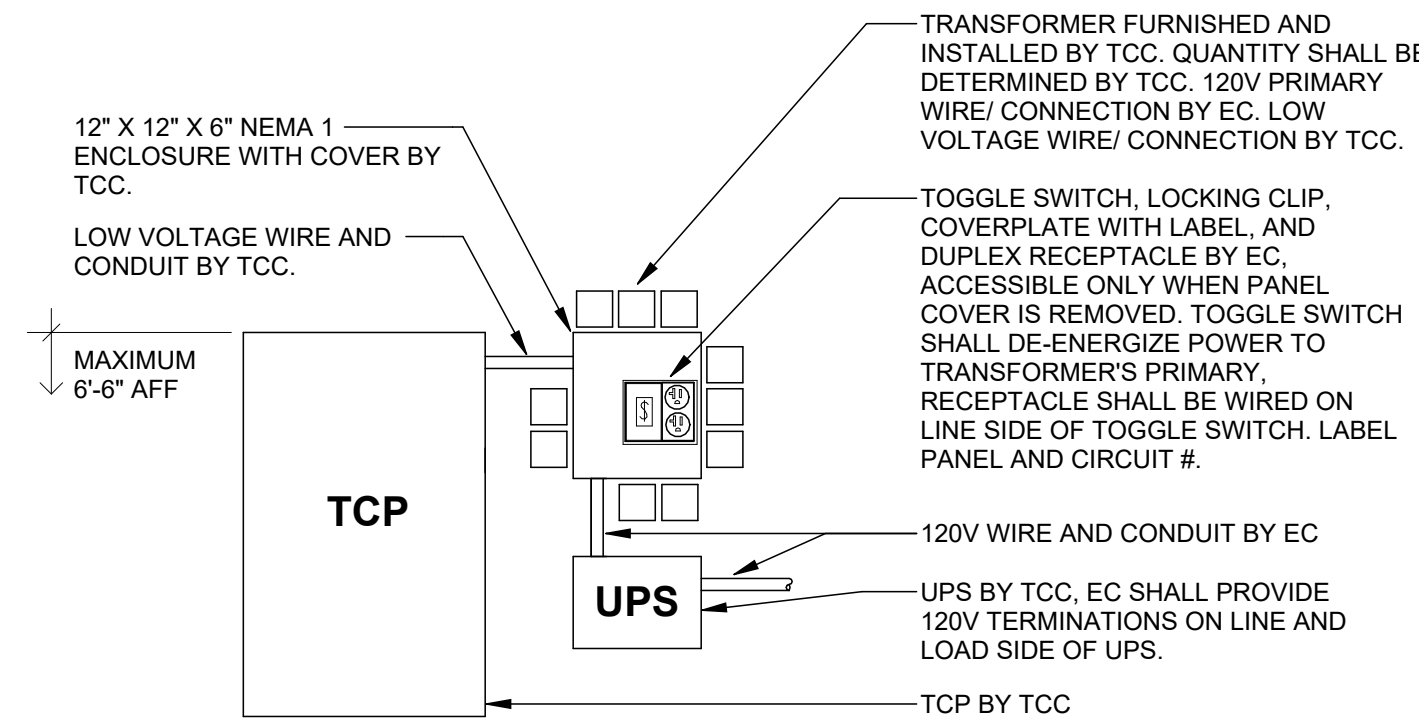 TRANSFORMER FURNISHED AND
INSTALLED BY TCC. QUANTITY SHALL BE
DETERMINED BY TCC. 120V PRIMARY
WIRE/ CONNECTION BY EC. LOW
VOLTAGE WIRE/ CONNECTION BY TCC.
12" X 12" X 6" NEMA 1
ENCLOSURE WITH COVER BY
TCC.
LOW VOLTAGE WIRE AND
CONDUIT BY TCC.
TOGGLE SWITCH, LOCKING CLIP,
COVERPLATE WITH LABEL, AND
DUPLEX RECEPTACLE BY EC,
ACCESSIBLE ONLY WHEN PANEL
COVER IS REMOVED. TOGGLE SWITCH
SHALL DE-ENERGIZE POWER TO
TRANSFORMER'S PRIMARY,
RECEPTACLE SHALL BE WIRED ON
LINE SIDE OF TOGGLE SWITCH. LABEL
PANEL AND CIRCUIT #.
MAXIMUM
6'-6" AFF
$
TCP
120V WIRE AND CONDUIT BY EC
UPS
UPS BY TCC, EC SHALL PROVIDE
120V TERMINATIONS ON LINE AND
LOAD SIDE OF UPS.
TCP BY TCC